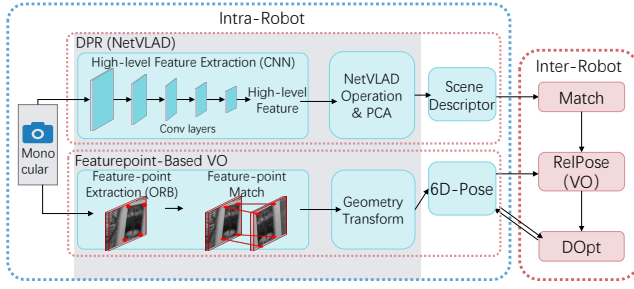 Intra-Robot
DPR (NetVLAD)
High-level Feature Extraction (CNN)
High-level
Feature
Conv layers
NetVLAD
Operation
& PCA
Scene
Descriptor
Inter-Robot
Match
Mono
cular
Featurepoint-Based VO
Feature-point
Extraction (ORB)
Feature-point
Match
Geometry
Transform
6D-Pose
RelPose
(VO)
DOpt